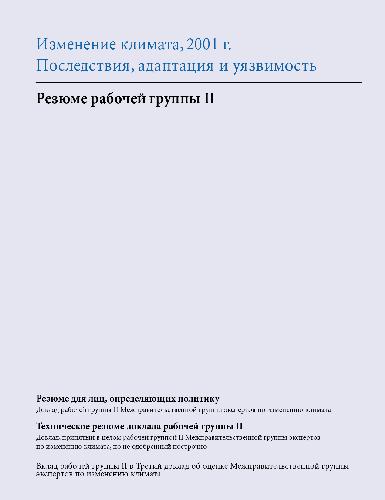 Изменение климата, 2001 г.
Последствия, адаптация и уязвимость
Резюме рабочей группы II
Резюме для лиц, определяющих политику
Доклад рабочей группы II Межправительственной группы экспертов по изменению климата
Техническое резюме доклада рабочей группы II
Доклад, принятый в целом рабочей группой II Межправительственной группы экспертов
по изменению климата, но не одобренный построчно
Вклад рабочей группы II в Третий доклад об оценке Межправительственной группы
экспертов по изменению климата